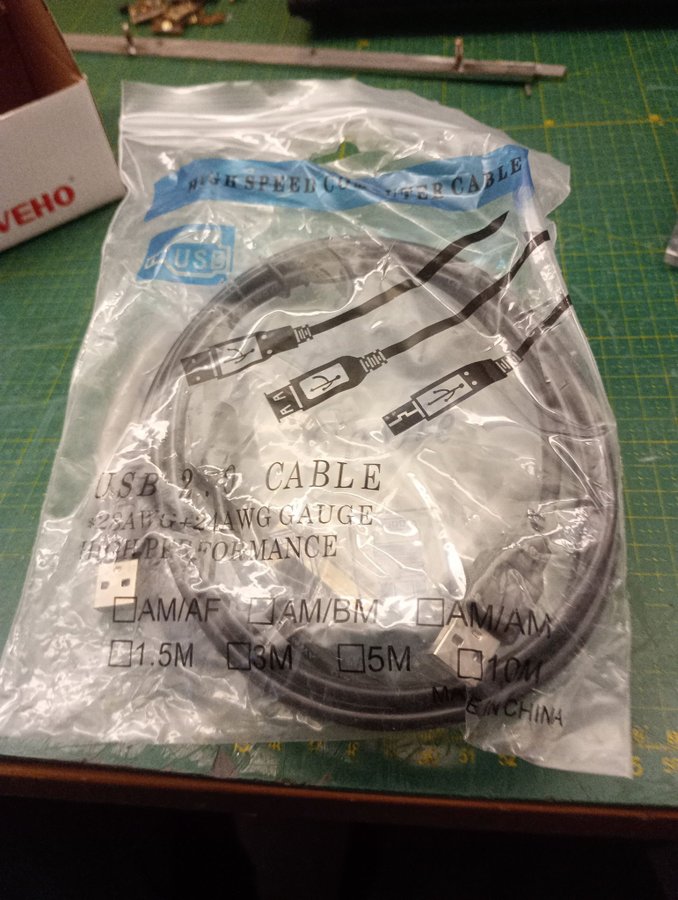 VEHO®
HIGH SPEED COMPUTER CABLE
USB
USB 2.0 CABLE
*28AWG+24AWG GAUGE
HIGH PERFORMANCE
☐AM/AF ☐AM/BM ☐AM/AM
☐1.5M ☐3M ☐5M ☐10M
MADE IN CHINA